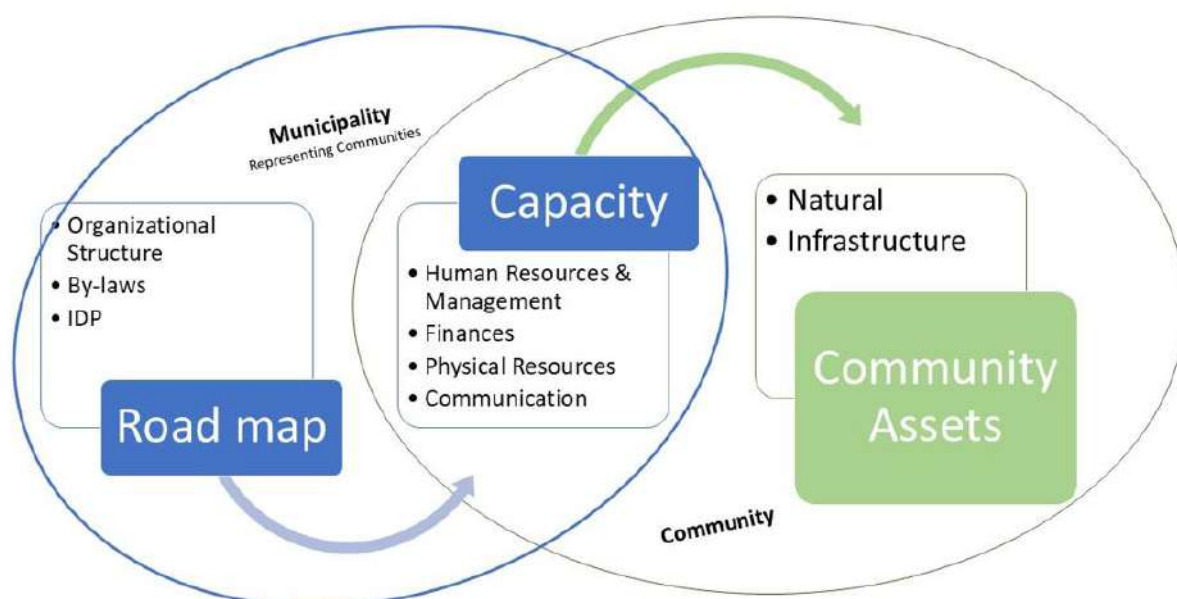 Municipality
Representing Communities
• Organizational
Structure
• By-laws
• IDP
Road map
Capacity
• Human Resources &
Management
• Finances
• Physical Resources
• Communication
• Natural
• Infrastructure
Community
Assets
Community